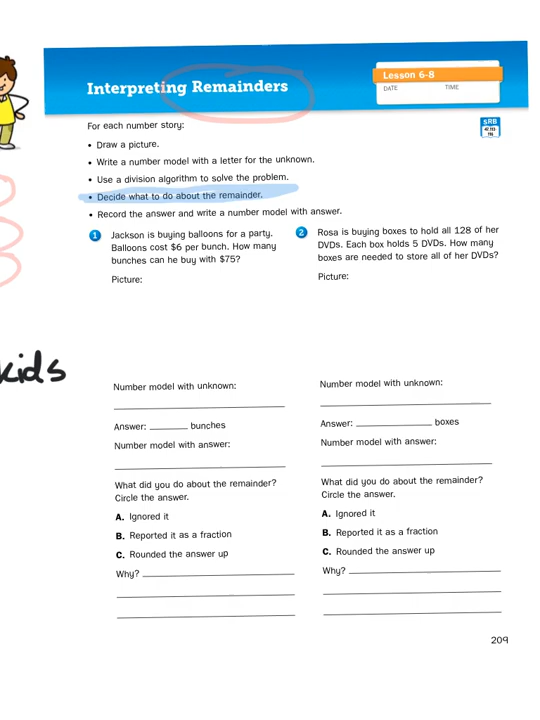 Interpreting Remainders
Lesson 6-8
DATE TIME
SRB
For each number story:
• Draw a picture.
• Write a number model with a letter for the unknown.
• Use a division algorithm to solve the problem.
• Decide what to do about the remainder.
• Record the answer and write a number model with answer.
1 Jackson is buying balloons for a party.
Balloons cost $6 per bunch. How many
bunches can he buy with $75?
Picture:
2 Rosa is buying boxes to hold all 128 of her
DVDs. Each box holds 5 DVDs. How many
boxes are needed to store all of her DVDs?
Picture:
kids
Number model with unknown:
Answer: ______ bunches
Number model with answer:
What did you do about the remainder?
Circle the answer.
A. Ignored it
B. Reported it as a fraction
C. Rounded the answer up
Why?
Number model with unknown:
Answer: ______ boxes
Number model with answer:
What did you do about the remainder?
Circle the answer.
A. Ignored it
B. Reported it as a fraction
C. Rounded the answer up
Why?
209